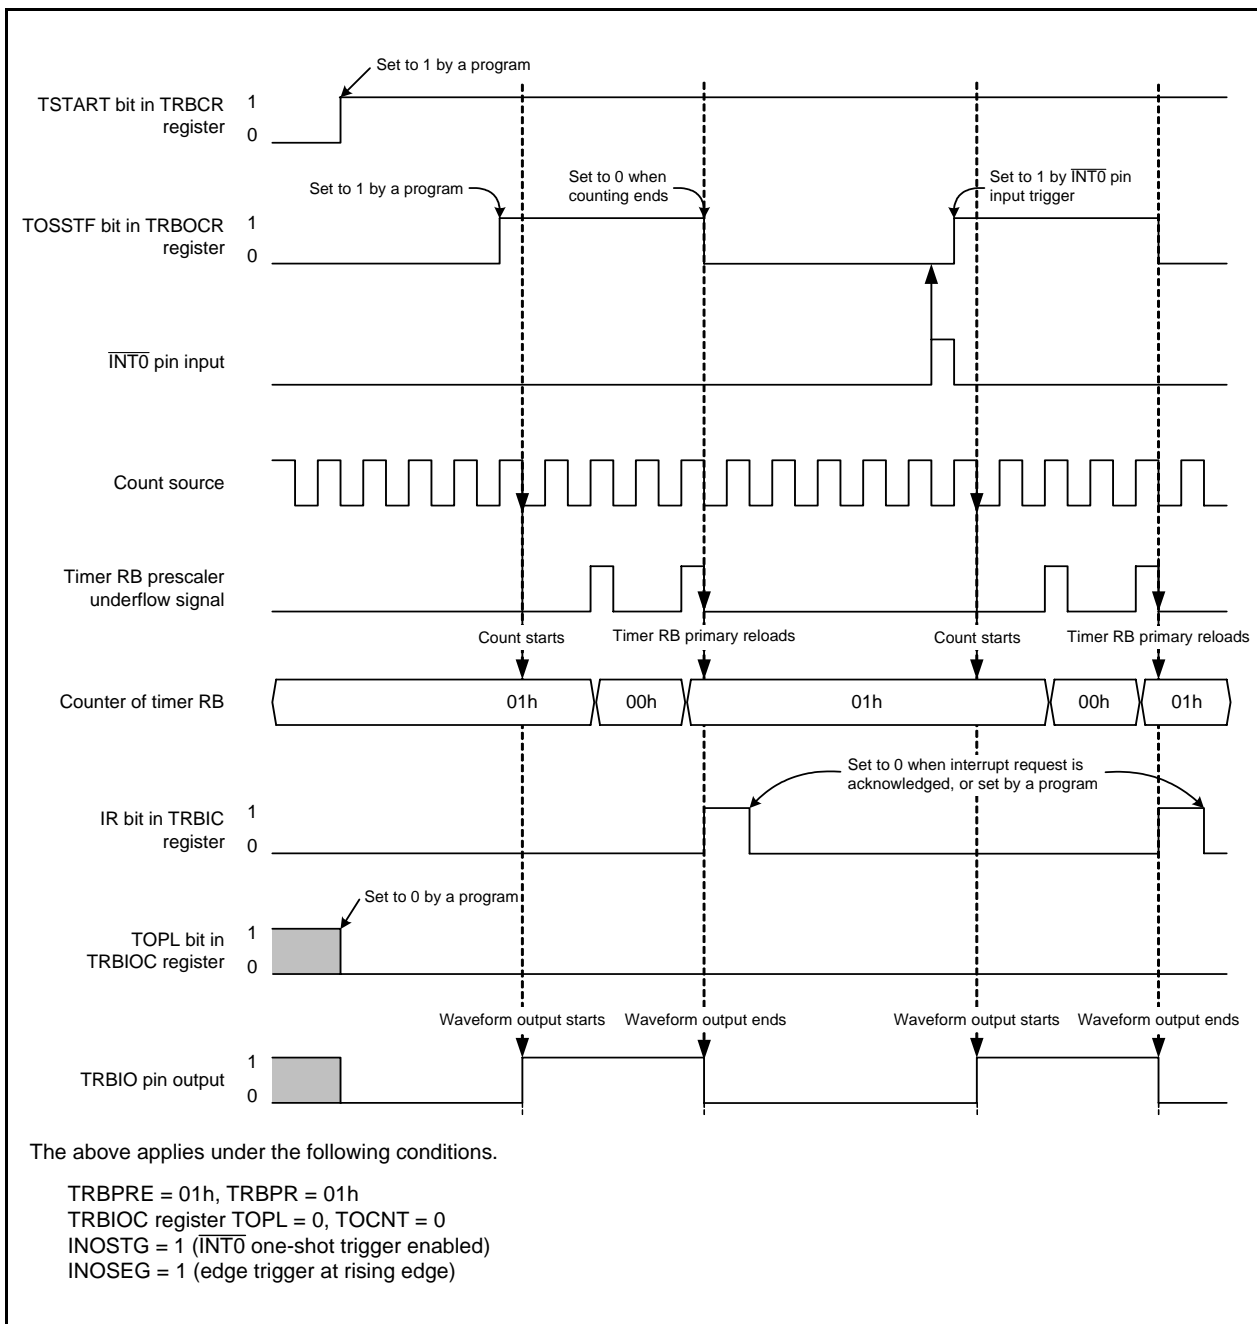 Set to 1 by a program
TSTART bit in TRBCR
register
1
0
Set to 1 by a program
Set to 0 when
counting ends
Set to 1 by INT0 pin
input trigger
TOSSTF bit in TRBOCR
register
1
0
INT0 pin input
Count source
Timer RB prescaler
underflow signal
Count starts
Timer RB primary reloads
Count starts
Timer RB primary reloads
Counter of timer RB
01h
00h
01h
00h
01h
Set to 0 when interrupt request is
acknowledged, or set by a program
IR bit in TRBIC
register
1
0
Set to 0 by a program
TOPL bit in
TRBIOC register
1
0
Waveform output starts
Waveform output ends
Waveform output starts
Waveform output ends
TRBIO pin output
1
0
The above applies under the following conditions.
TRBPRE = 01h, TRBPR = 01h
TRBIOC register TOPL = 0, TOCNT = 0
INOSTG = 1 (INT0 one-shot trigger enabled)
INOSEG = 1 (edge trigger at rising edge)